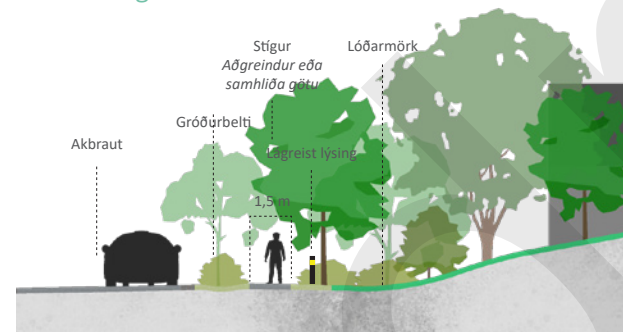 Stígur
Aðgreindur eða
samhliða götu
Lóðarmörk
Gróðurbelti
Akbraut
Lágreist lýsing
1,5 m